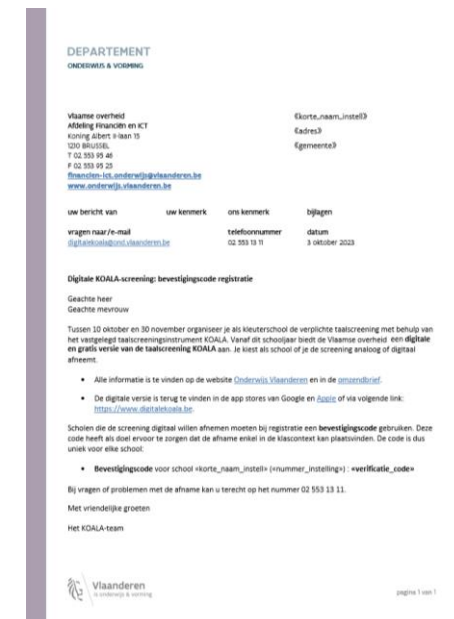 DEPARTEMENT
ONDERWIJS & VORMING
Vlaamse overheid
Afdeling Financiën en ICT
Koning Albert II-laan 15
1210 BRUSSEL
T 02 553 95 46
F 02 553 95 25
financien-ict.onderwijs@vlaanderen.be
www.onderwijs.vlaanderen.be
«korte_naam_instell»
«adres»
«gemeente»
uw bericht van uw kenmerk ons kenmerk bijlagen
vragen naar/e-mail telefoonnummer datum
digitalekoala@ond.vlaanderen.be 02 553 13 11 3 oktober 2023
Digitale KOALA-screening: bevestigingscode registratie
Geachte heer
Geachte mevrouw
Tussen 10 oktober en 30 november organiseer je als kleuterschool de verplichte taalscreening met behulp van
het vastgelegd taalscreeningsinstrument KOALA. Vanaf dit schooljaar biedt de Vlaamse overheid een digitale
en gratis versie van de taalscreening KOALA aan. Je kiest als school of je de screening analoog of digitaal
afneemt.
• Alle informatie is te vinden op de website Onderwijs Vlaanderen en in de omzendbrief.
• De digitale versie is terug te vinden in de app stores van Google en Apple of via volgende link:
https://www.digitalekoala.be.
Scholen die de screening digitaal willen afnemen moeten bij registratie een bevestigingscode gebruiken. Deze
code heeft als doel ervoor te zorgen dat de afname enkel in de klascontext kan plaatsvinden. De code is dus
uniek voor elke school:
• Bevestigingscode voor school «korte_naam_instell» («nummer_instelling») : «verificatie_code»
Bij vragen of problemen met de afname kan u terecht op het nummer 02 553 13 11.
Met vriendelijke groeten
Het KOALA-team
Vlaanderen
is onderwijs & vorming
pagina 1 van 1